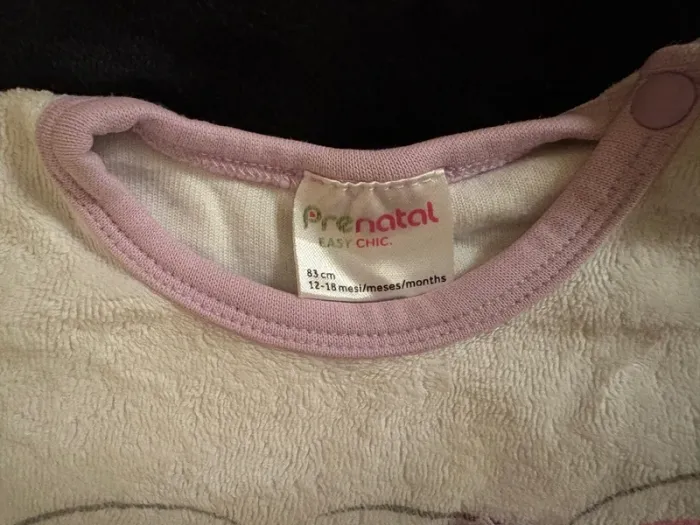 Prenatal
EASY CHIC.
83 cm
12-18 mesi/meses/months